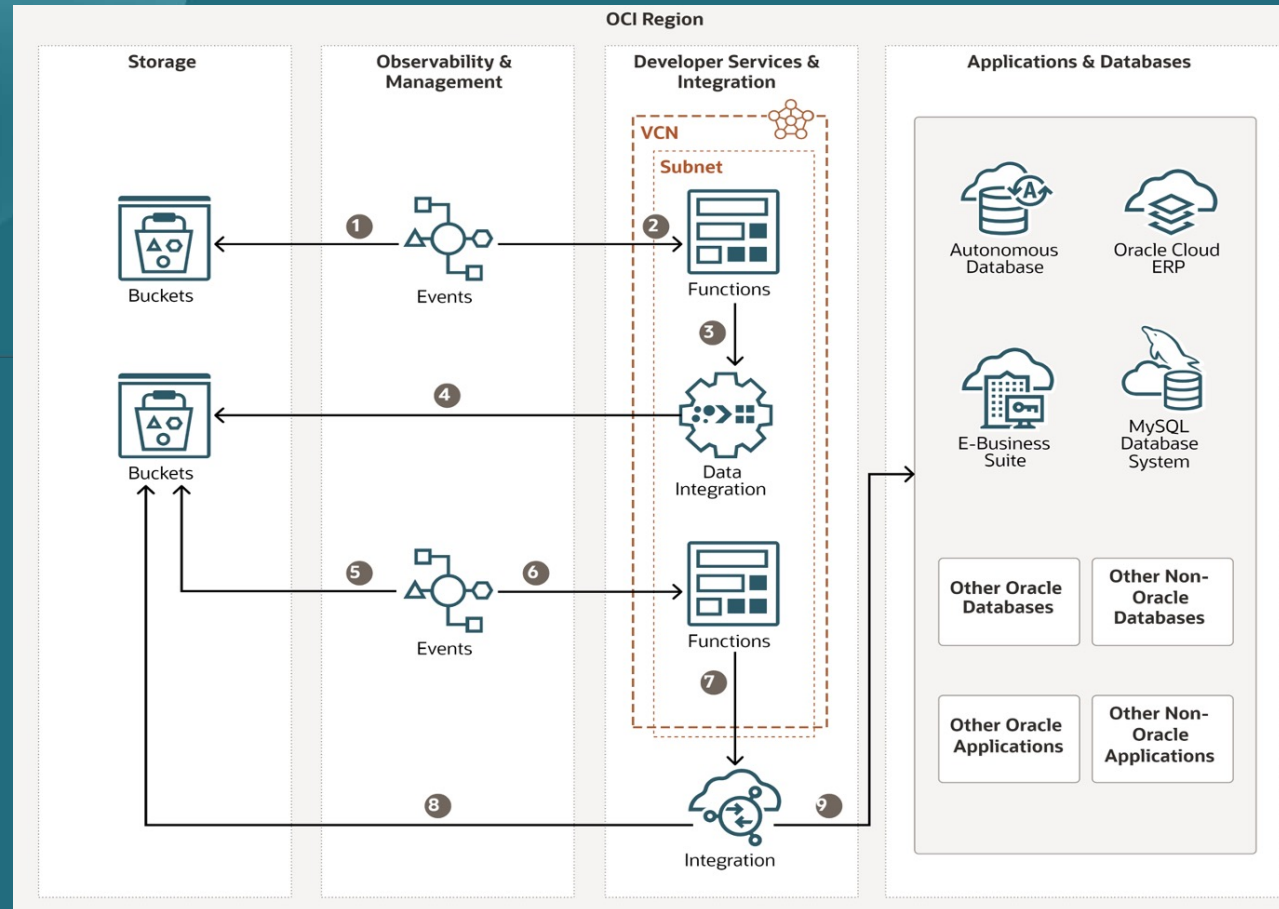 OCI Region
Storage
Observability &
Management
Developer Services &
Integration
Applications & Databases
VCN
Subnet
1
2
Buckets
Events
Functions
3
4
Buckets
Data
Integration
5
6
Events
Functions
7
8
9
Integration
Autonomous
Database
Oracle Cloud
ERP
E-Business
Suite
MySQL
Database
System
Other Oracle
Databases
Other Non-
Oracle
Databases
Other Oracle
Applications
Other Non-
Oracle
Applications
A